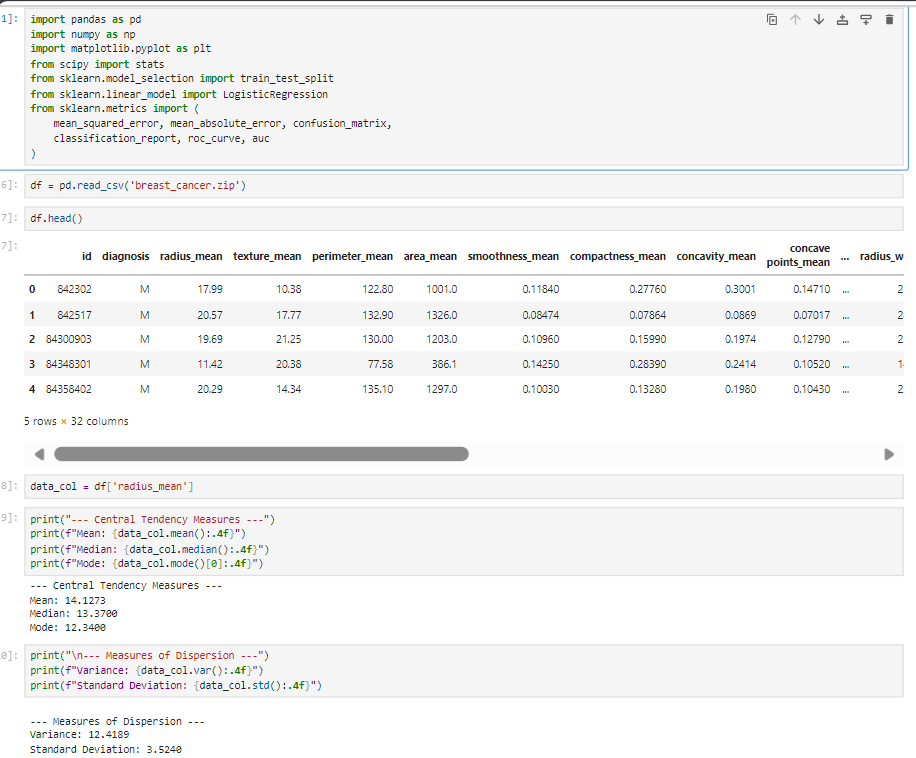 1]:
import pandas as pd
import numpy as np
import matplotlib.pyplot as plt
from scipy import stats
from sklearn.model_selection import train_test_split
from sklearn.linear_model import LogisticRegression
from sklearn.metrics import (
    mean_squared_error, mean_absolute_error, confusion_matrix,
    classification_report, roc_curve, auc
)
6]: df = pd.read_csv('breast_cancer.zip')
7]: df.head()
7]:
id diagnosis radius_mean texture_mean perimeter_mean area_mean smoothness_mean compactness_mean concavity_mean concave points_mean ... radius_w
0 842302 M 17.99 10.38 122.80 1001.0 0.11840 0.27760 0.3001 0.14710 ... 2
1 842517 M 20.57 17.77 132.90 1326.0 0.08474 0.07864 0.0869 0.07017 ... 2
2 84300903 M 19.69 21.25 130.00 1203.0 0.10960 0.15990 0.1974 0.12790 ... 2
3 84348301 M 11.42 20.38 77.58 386.1 0.14250 0.28390 0.2414 0.10520 ... 1
4 84358402 M 20.29 14.34 135.10 1297.0 0.10030 0.13280 0.1980 0.10430 ... 2
5 rows × 32 columns
8]: data_col = df['radius_mean']
9]: print("--- Central Tendency Measures ---")
print(f"Mean: {data_col.mean():.4f}")
print(f"Median: {data_col.median():.4f}")
print(f"Mode: {data_col.mode()[0]:.4f}")
--- Central Tendency Measures ---
Mean: 14.1273
Median: 13.3700
Mode: 12.3400
0]: print("\n--- Measures of Dispersion ---")
print(f"Variance: {data_col.var():.4f}")
print(f"Standard Deviation: {data_col.std():.4f}")
--- Measures of Dispersion ---
Variance: 12.4189
Standard Deviation: 3.5240